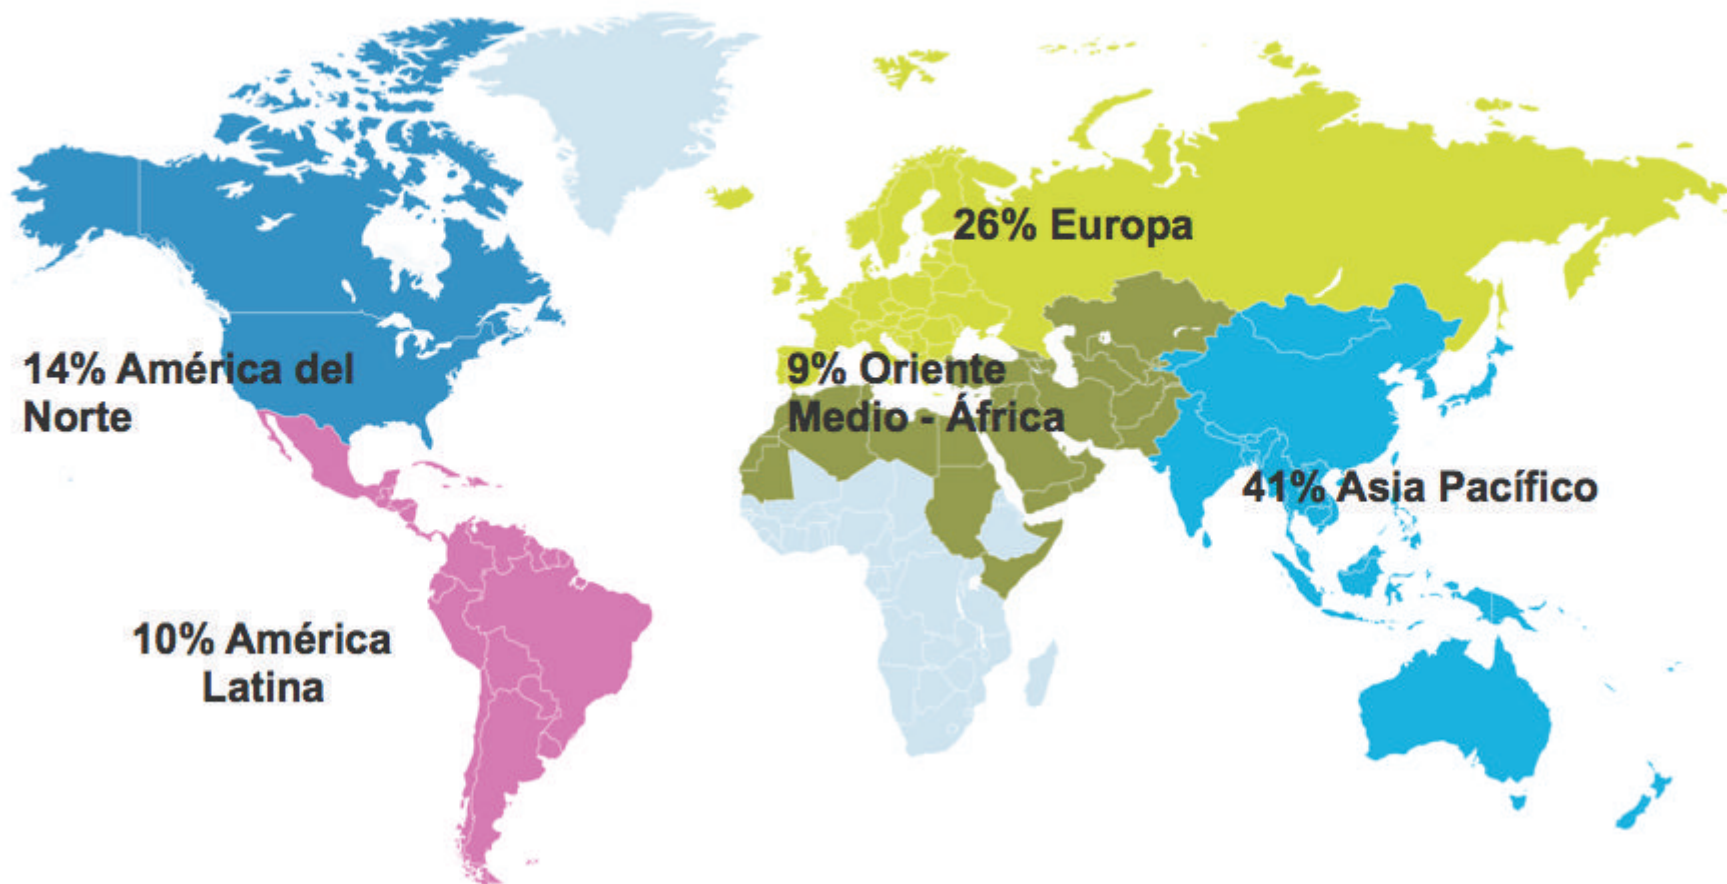 26% Europa
14% América del
Norte
9% Oriente
Medio - África
41% Asia Pacífico
10% América
Latina